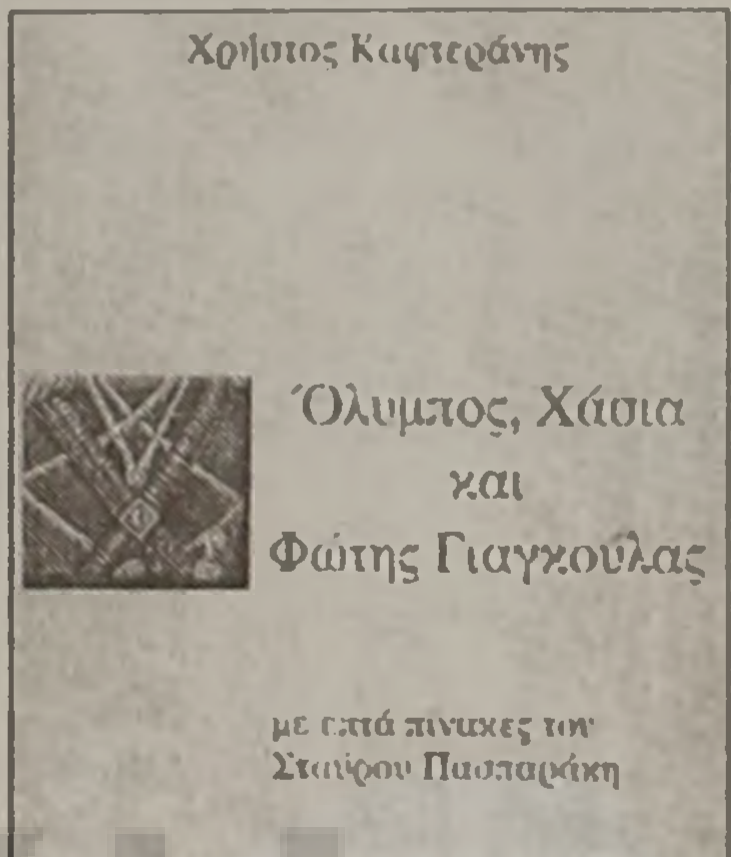 Χρήστος Καφτεράνης
Όλυμπος, Χάσια
και
Φώτης Γιαγκούλας
με επτά πίνακες του
Σταύρου Πασπαράκη